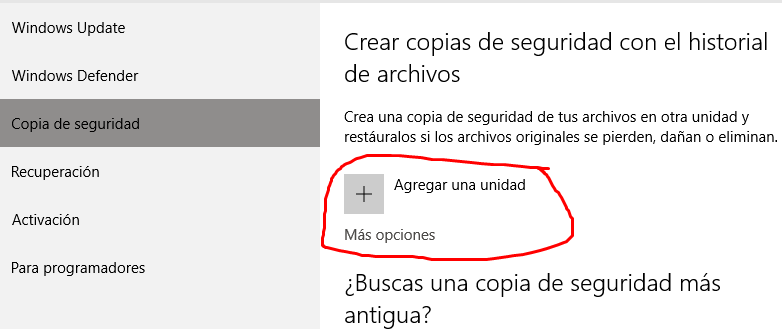 Windows Update
Windows Defender
Copia de seguridad
Recuperación
Activación
Para programadores
Crear copias de seguridad con el historial
de archivos
Crea una copia de seguridad de tus archivos en otra unidad y
restáuralos si los archivos originales se pierden, dañan o eliminan.
Agregar una unidad
Más opciones
¿Buscas una copia de seguridad más
antigua?